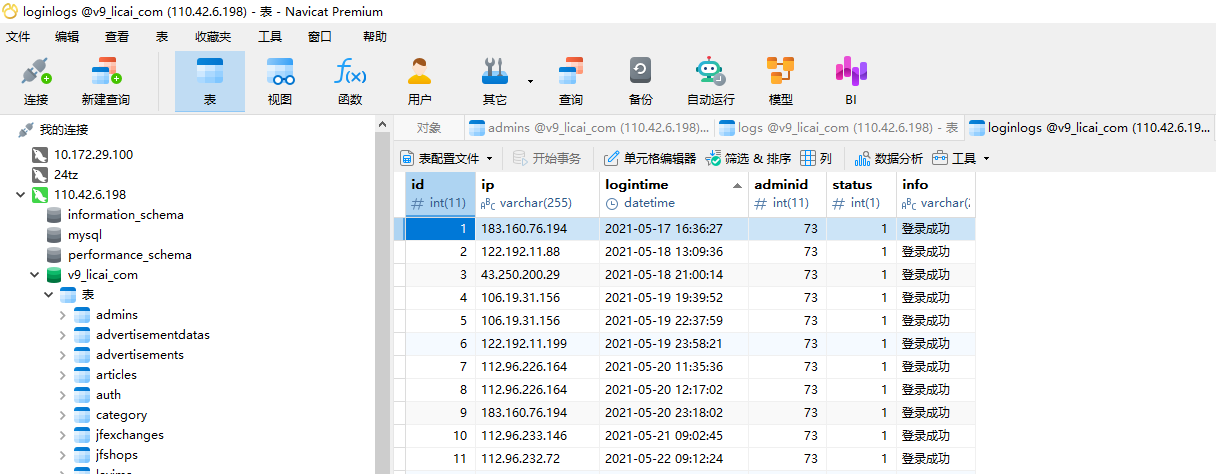 loginlogs @v9_licai_com (110.42.6.198) - 表 - Navicat Premium
文件 编辑 查看 表 收藏夹 工具 窗口 帮助
连接 新建查询 表 视图 函数 用户 其它 查询 备份 自动运行 模型 BI
我的连接
10.172.29.100
24tz
110.42.6.198
information_schema
mysql
performance_schema
v9_licai_com
表
admins
advertisementdatas
advertisements
articles
auth
category
jfexchanges
jfshops
对象 admins @v9_licai_com (110.42.6.198)... logs @v9_licai_com (110.42.6.198) - 表 loginlogs @v9_licai_com (110.42.6.19...
表配置文件 开始事务 单元格编辑器 筛选 & 排序 列 数据分析 工具
id ip logintime adminid status info
# int(11) ABC varchar(255) datetime # int(11) # int(1) ABC varchar(2
1 183.160.76.194 2021-05-17 16:36:27 73 1 登录成功
2 122.192.11.88 2021-05-18 13:09:36 73 1 登录成功
3 43.250.200.29 2021-05-18 21:00:14 73 1 登录成功
4 106.19.31.156 2021-05-19 19:39:52 73 1 登录成功
5 106.19.31.156 2021-05-19 22:37:59 73 1 登录成功
6 122.192.11.199 2021-05-19 23:58:21 73 1 登录成功
7 112.96.226.164 2021-05-20 11:35:36 73 1 登录成功
8 112.96.226.164 2021-05-20 12:17:02 73 1 登录成功
9 183.160.76.194 2021-05-20 23:18:02 73 1 登录成功
10 112.96.233.146 2021-05-21 09:02:45 73 1 登录成功
11 112.96.232.72 2021-05-22 09:12:24 73 1 登录成功